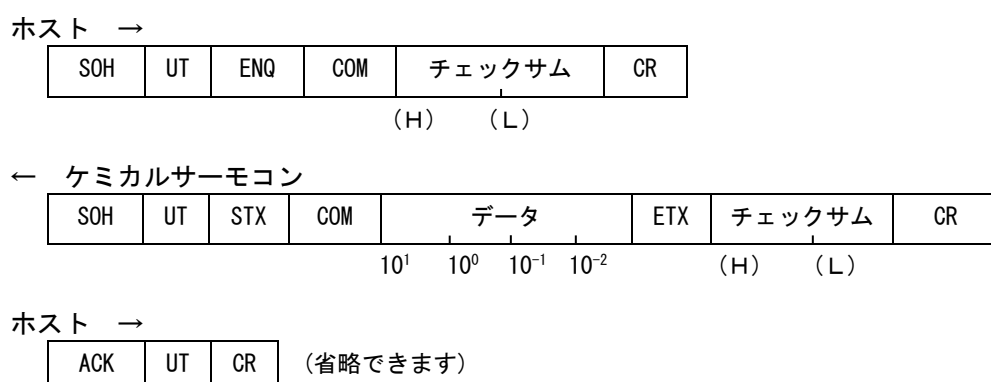 ホスト →
SOH UT ENQ COM チェックサム CR
(H) (L)
← ケミカルサーモコン
SOH UT STX COM データ ETX チェックサム CR
10¹ 10⁰ 10⁻¹ 10⁻² (H) (L)
ホスト →
ACK UT CR (省略できます)